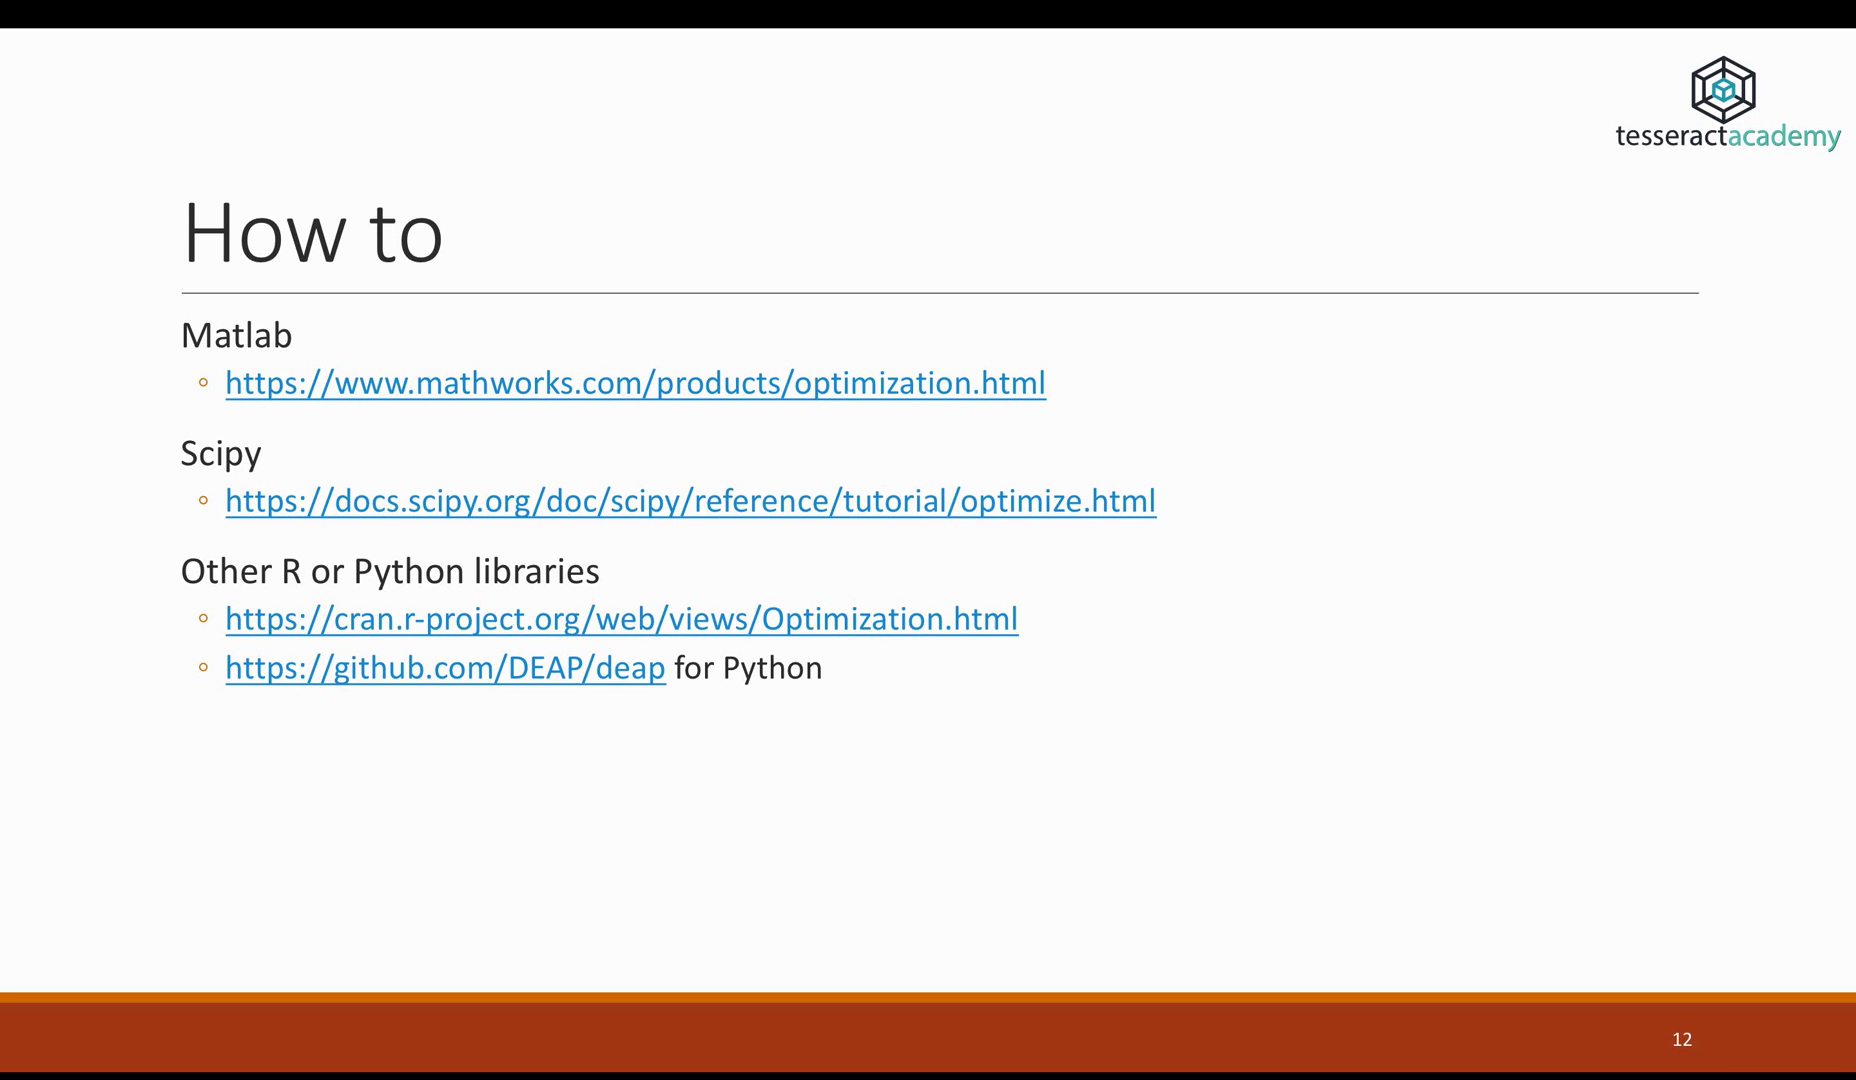 tesseractacademy
How to
Matlab
https://www.mathworks.com/products/optimization.html
Scipy
https://docs.scipy.org/doc/scipy/reference/tutorial/optimize.html
Other R or Python libraries
https://cran.r-project.org/web/views/Optimization.html
https://github.com/DEAP/deap for Python
12